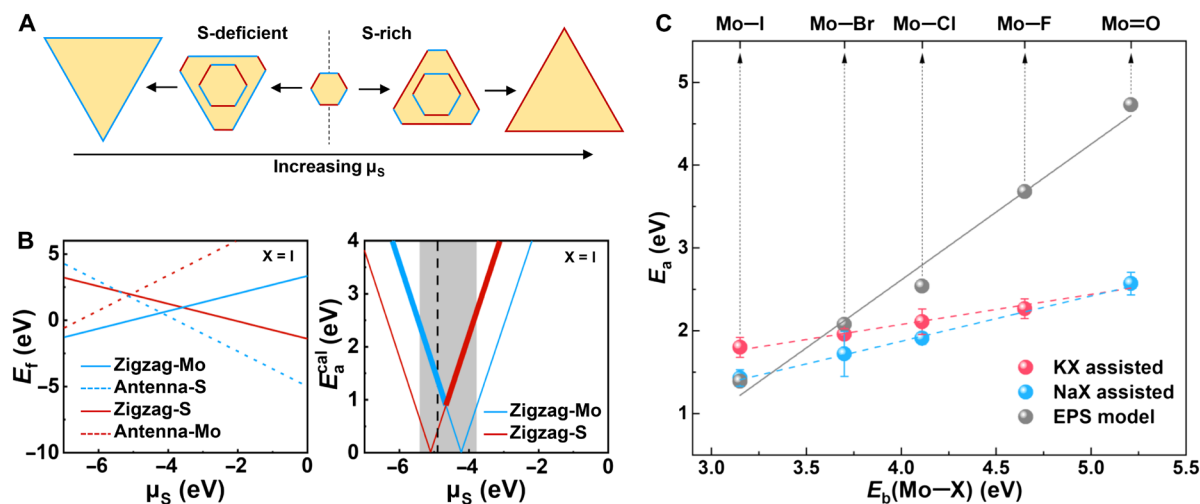 A
S-deficient
S-rich
Increasing μS
B
5
0
−5
−10
Ef (eV)
X = I
Zigzag-Mo
Antenna-S
Zigzag-S
Antenna-Mo
−6
−4
−2
0
μS (eV)
4
3
2
1
0
Eacal (eV)
X = I
Zigzag-Mo
Zigzag-S
−6
−4
−2
0
μS (eV)
C
Mo—I
Mo—Br
Mo—Cl
Mo—F
Mo=O
5
4
3
2
1
Ea (eV)
KX assisted
NaX assisted
EPS model
3.0
3.5
4.0
4.5
5.0
5.5
Eb(Mo—X) (eV)